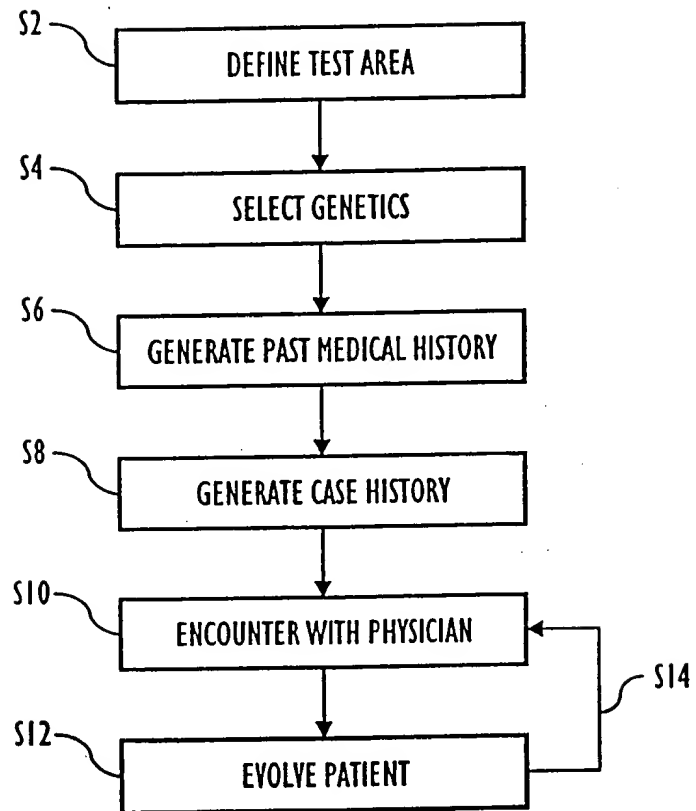 S2
DEFINE TEST AREA
S4
SELECT GENETICS
S6
GENERATE PAST MEDICAL HISTORY
S8
GENERATE CASE HISTORY
S10
ENCOUNTER WITH PHYSICIAN
S14
S12
EVOLVE PATIENT